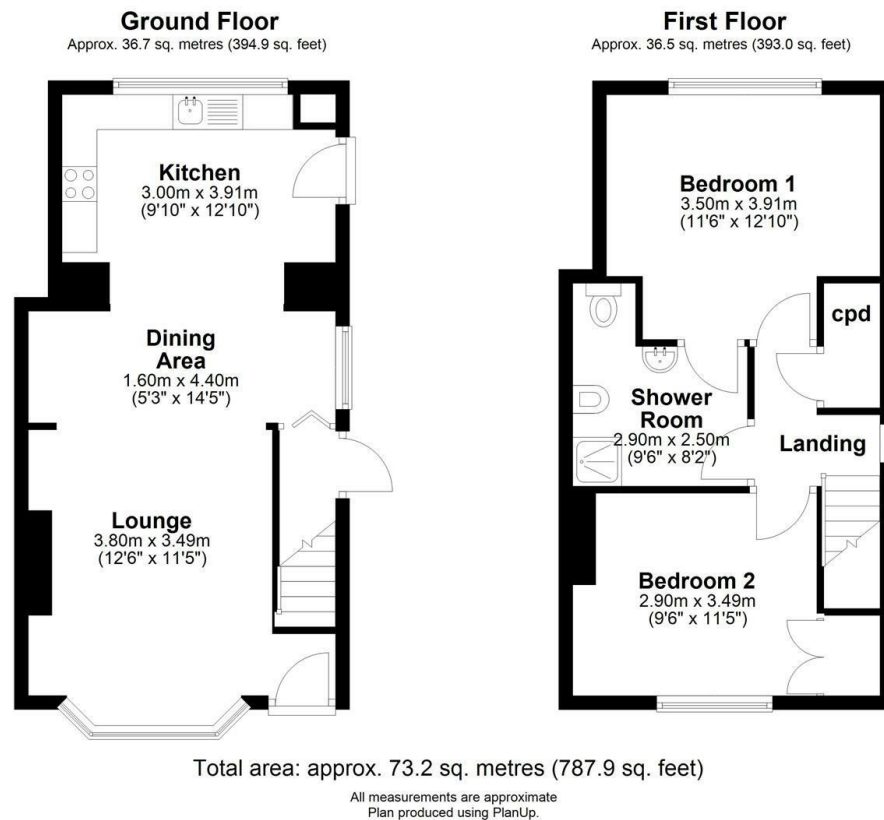 Ground Floor
Approx. 36.7 sq. metres (394.9 sq. feet)
Kitchen
3.00m x 3.91m
(9'10" x 12'10")
Dining
Area
1.60m x 4.40m
(5'3" x 14'5")
Lounge
3.80m x 3.49m
(12'6" x 11'5")
First Floor
Approx. 36.5 sq. metres (393.0 sq. feet)
Bedroom 1
3.50m x 3.91m
(11'6" x 12'10")
cpd
Shower
Room
2.90m x 2.50m
(9'6" x 8'2")
Landing
Bedroom 2
2.90m x 3.49m
(9'6" x 11'5")
Total area: approx. 73.2 sq. metres (787.9 sq. feet)
All measurements are approximate
Plan produced using PlanUp.